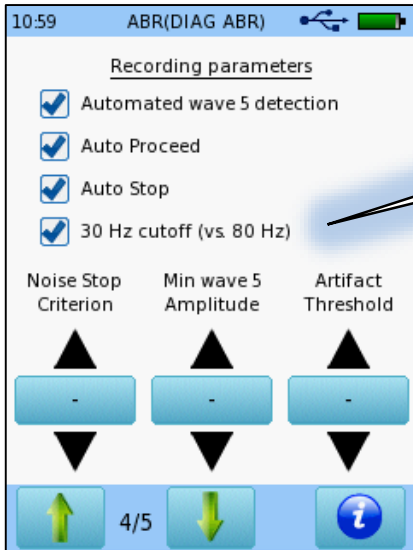 10:59 ABR(DIAG ABR)
Recording parameters
Automated wave 5 detection
Auto Proceed
Auto Stop
30 Hz cutoff (vs. 80 Hz)
Noise Stop Min wave 5 Artifact
Criterion Amplitude Threshold
- - -
4/5
i